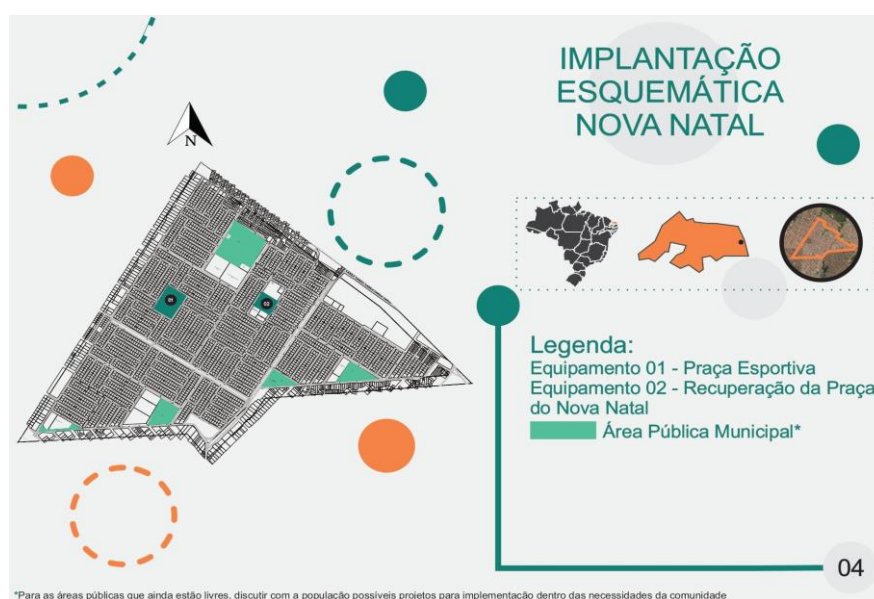 IMPLANTAÇÃO
ESQUEMÁTICA
NOVA NATAL
N
01
02
Legenda:
Equipamento 01 - Praça Esportiva
Equipamento 02 - Recuperação da Praça
do Nova Natal
Área Pública Municipal*
04
*Para as áreas públicas que ainda estão livres, discutir com a população possíveis projetos para implementação dentro das necessidades da comunidade